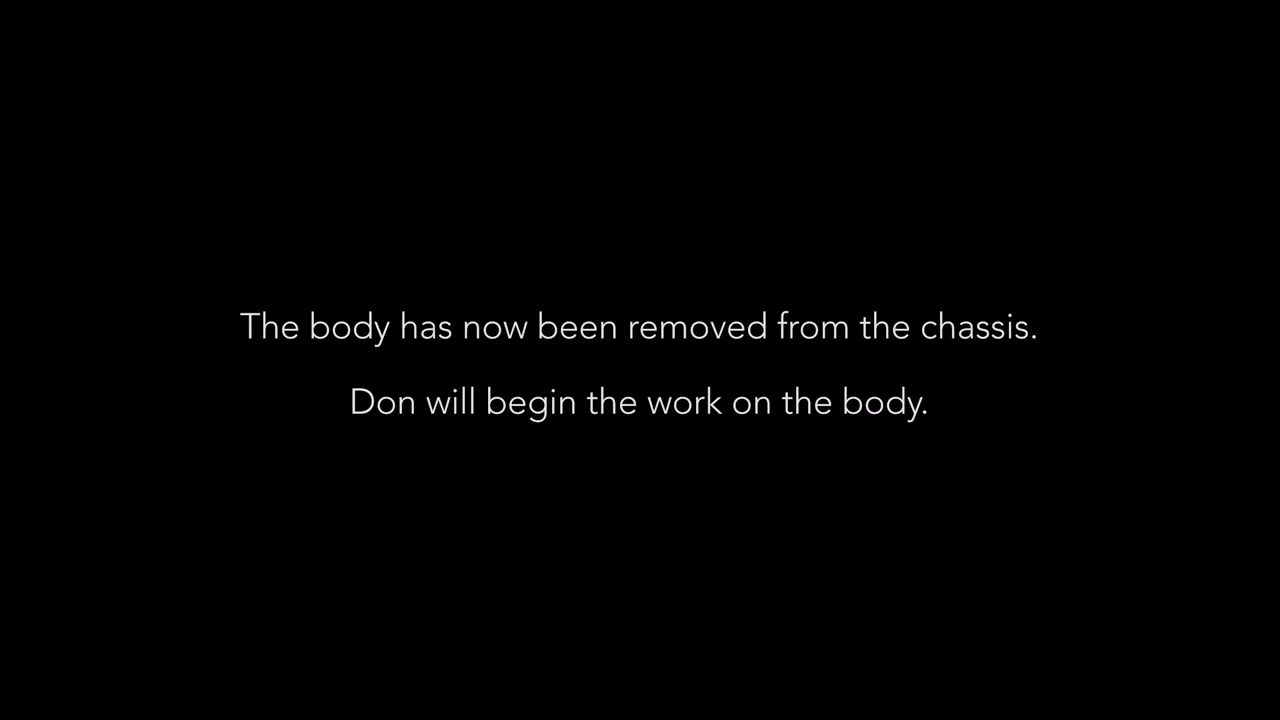 The body has now been removed from the chassis.
Don will begin the work on the body.